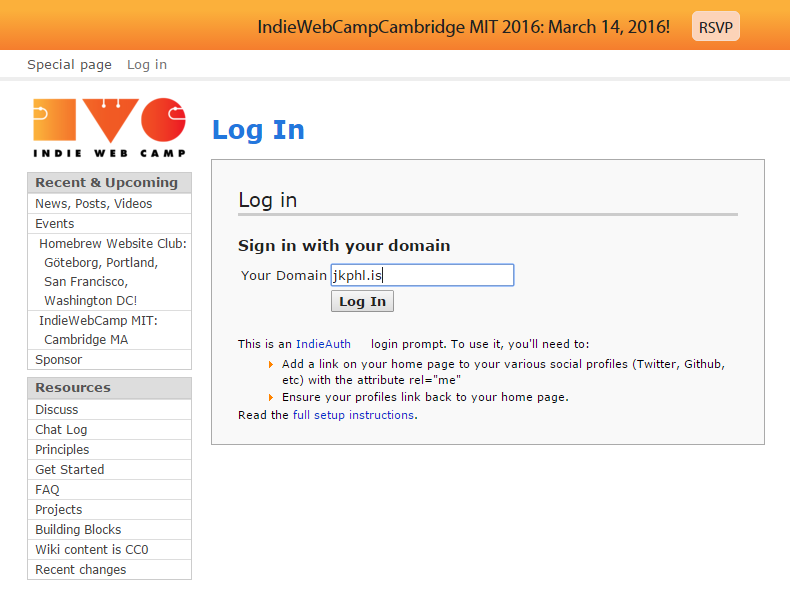 IndieWebCampCambridge MIT 2016: March 14, 2016!
RSVP
Special page
Log in
INDIE WEB CAMP
Recent & Upcoming
News, Posts, Videos
Events
Homebrew Website Club:
Göteborg, Portland,
San Francisco,
Washington DC!
IndieWebCamp MIT:
Cambridge MA
Sponsor
Resources
Discuss
Chat Log
Principles
Get Started
FAQ
Projects
Building Blocks
Wiki content is CC0
Recent changes
Log In
Log in
Sign in with your domain
Your Domain jkphl.is
Log In
This is an IndieAuth login prompt. To use it, you'll need to:
Add a link on your home page to your various social profiles (Twitter, Github,
etc) with the attribute rel="me"
Ensure your profiles link back to your home page.
Read the full setup instructions.